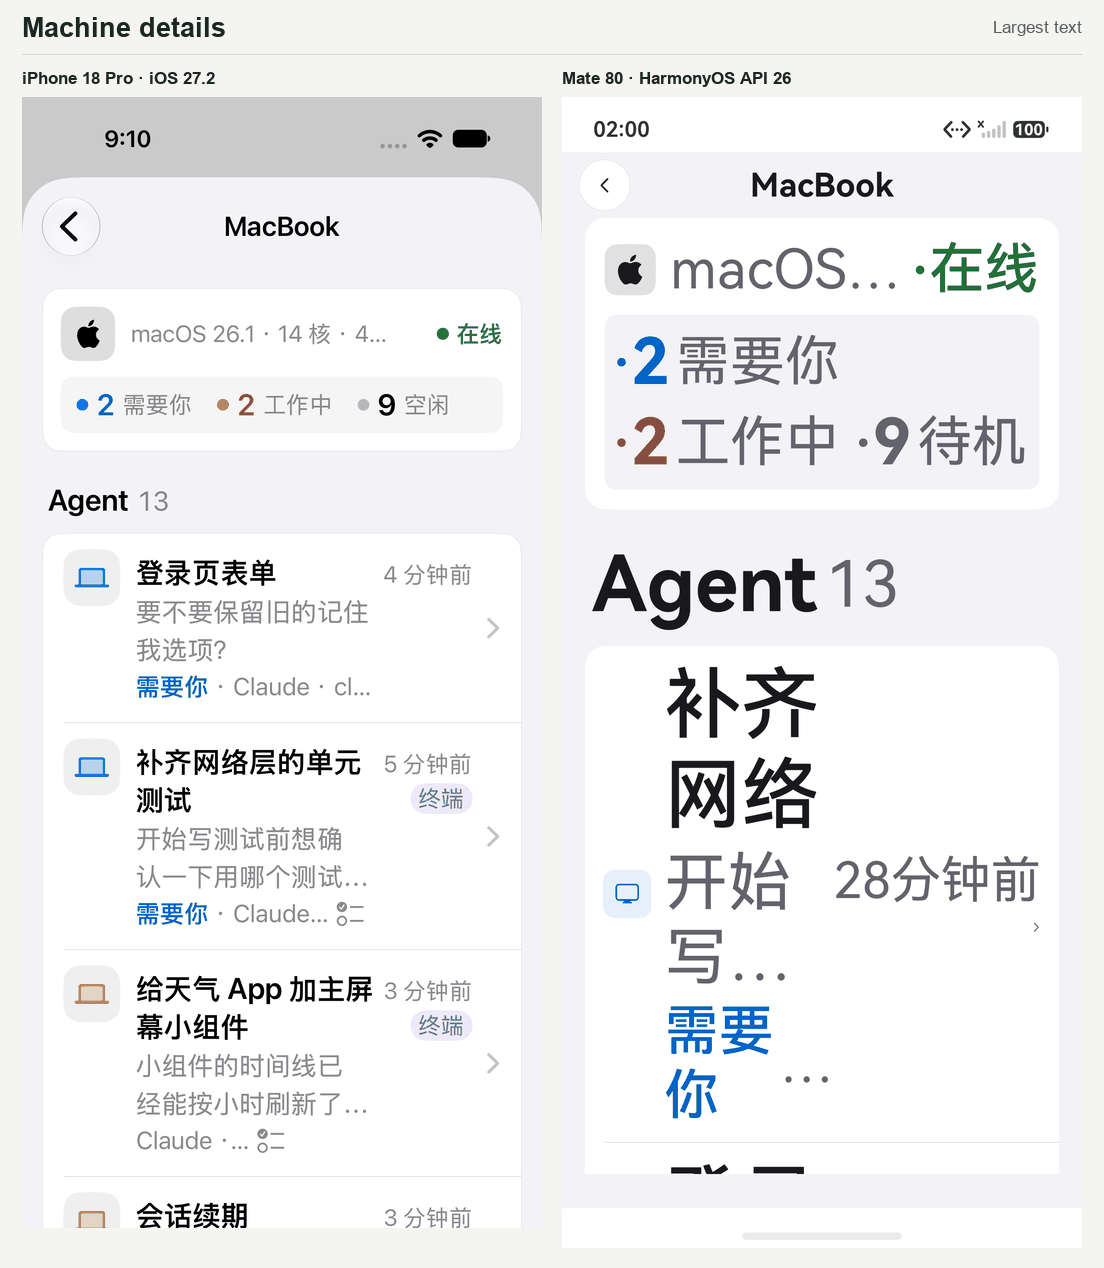 Machine details
Largest text
iPhone 18 Pro · iOS 27.2
9:10
MacBook
macOS 26.1 · 14 核 · 4...
在线
2 需要你
2 工作中
9 空闲
Agent 13
登录页表单
4 分钟前
要不要保留旧的记住
我选项?
需要你 · Claude · cl...
补齐网络层的单元
测试
5 分钟前
终端
开始写测试前想确
认一下用哪个测试...
需要你 · Claude...
给天气 App 加主屏
幕小组件
3 分钟前
终端
小组件的时间线已
经能按小时刷新了...
Claude ·...
会话续期
3 分钟前
Mate 80 · HarmonyOS API 26
02:00
100
MacBook
macOS...
·在线
·2 需要你
·2 工作中 ·9 待机
Agent 13
补齐
网络
开始
写...
28分钟前
需要
你
...